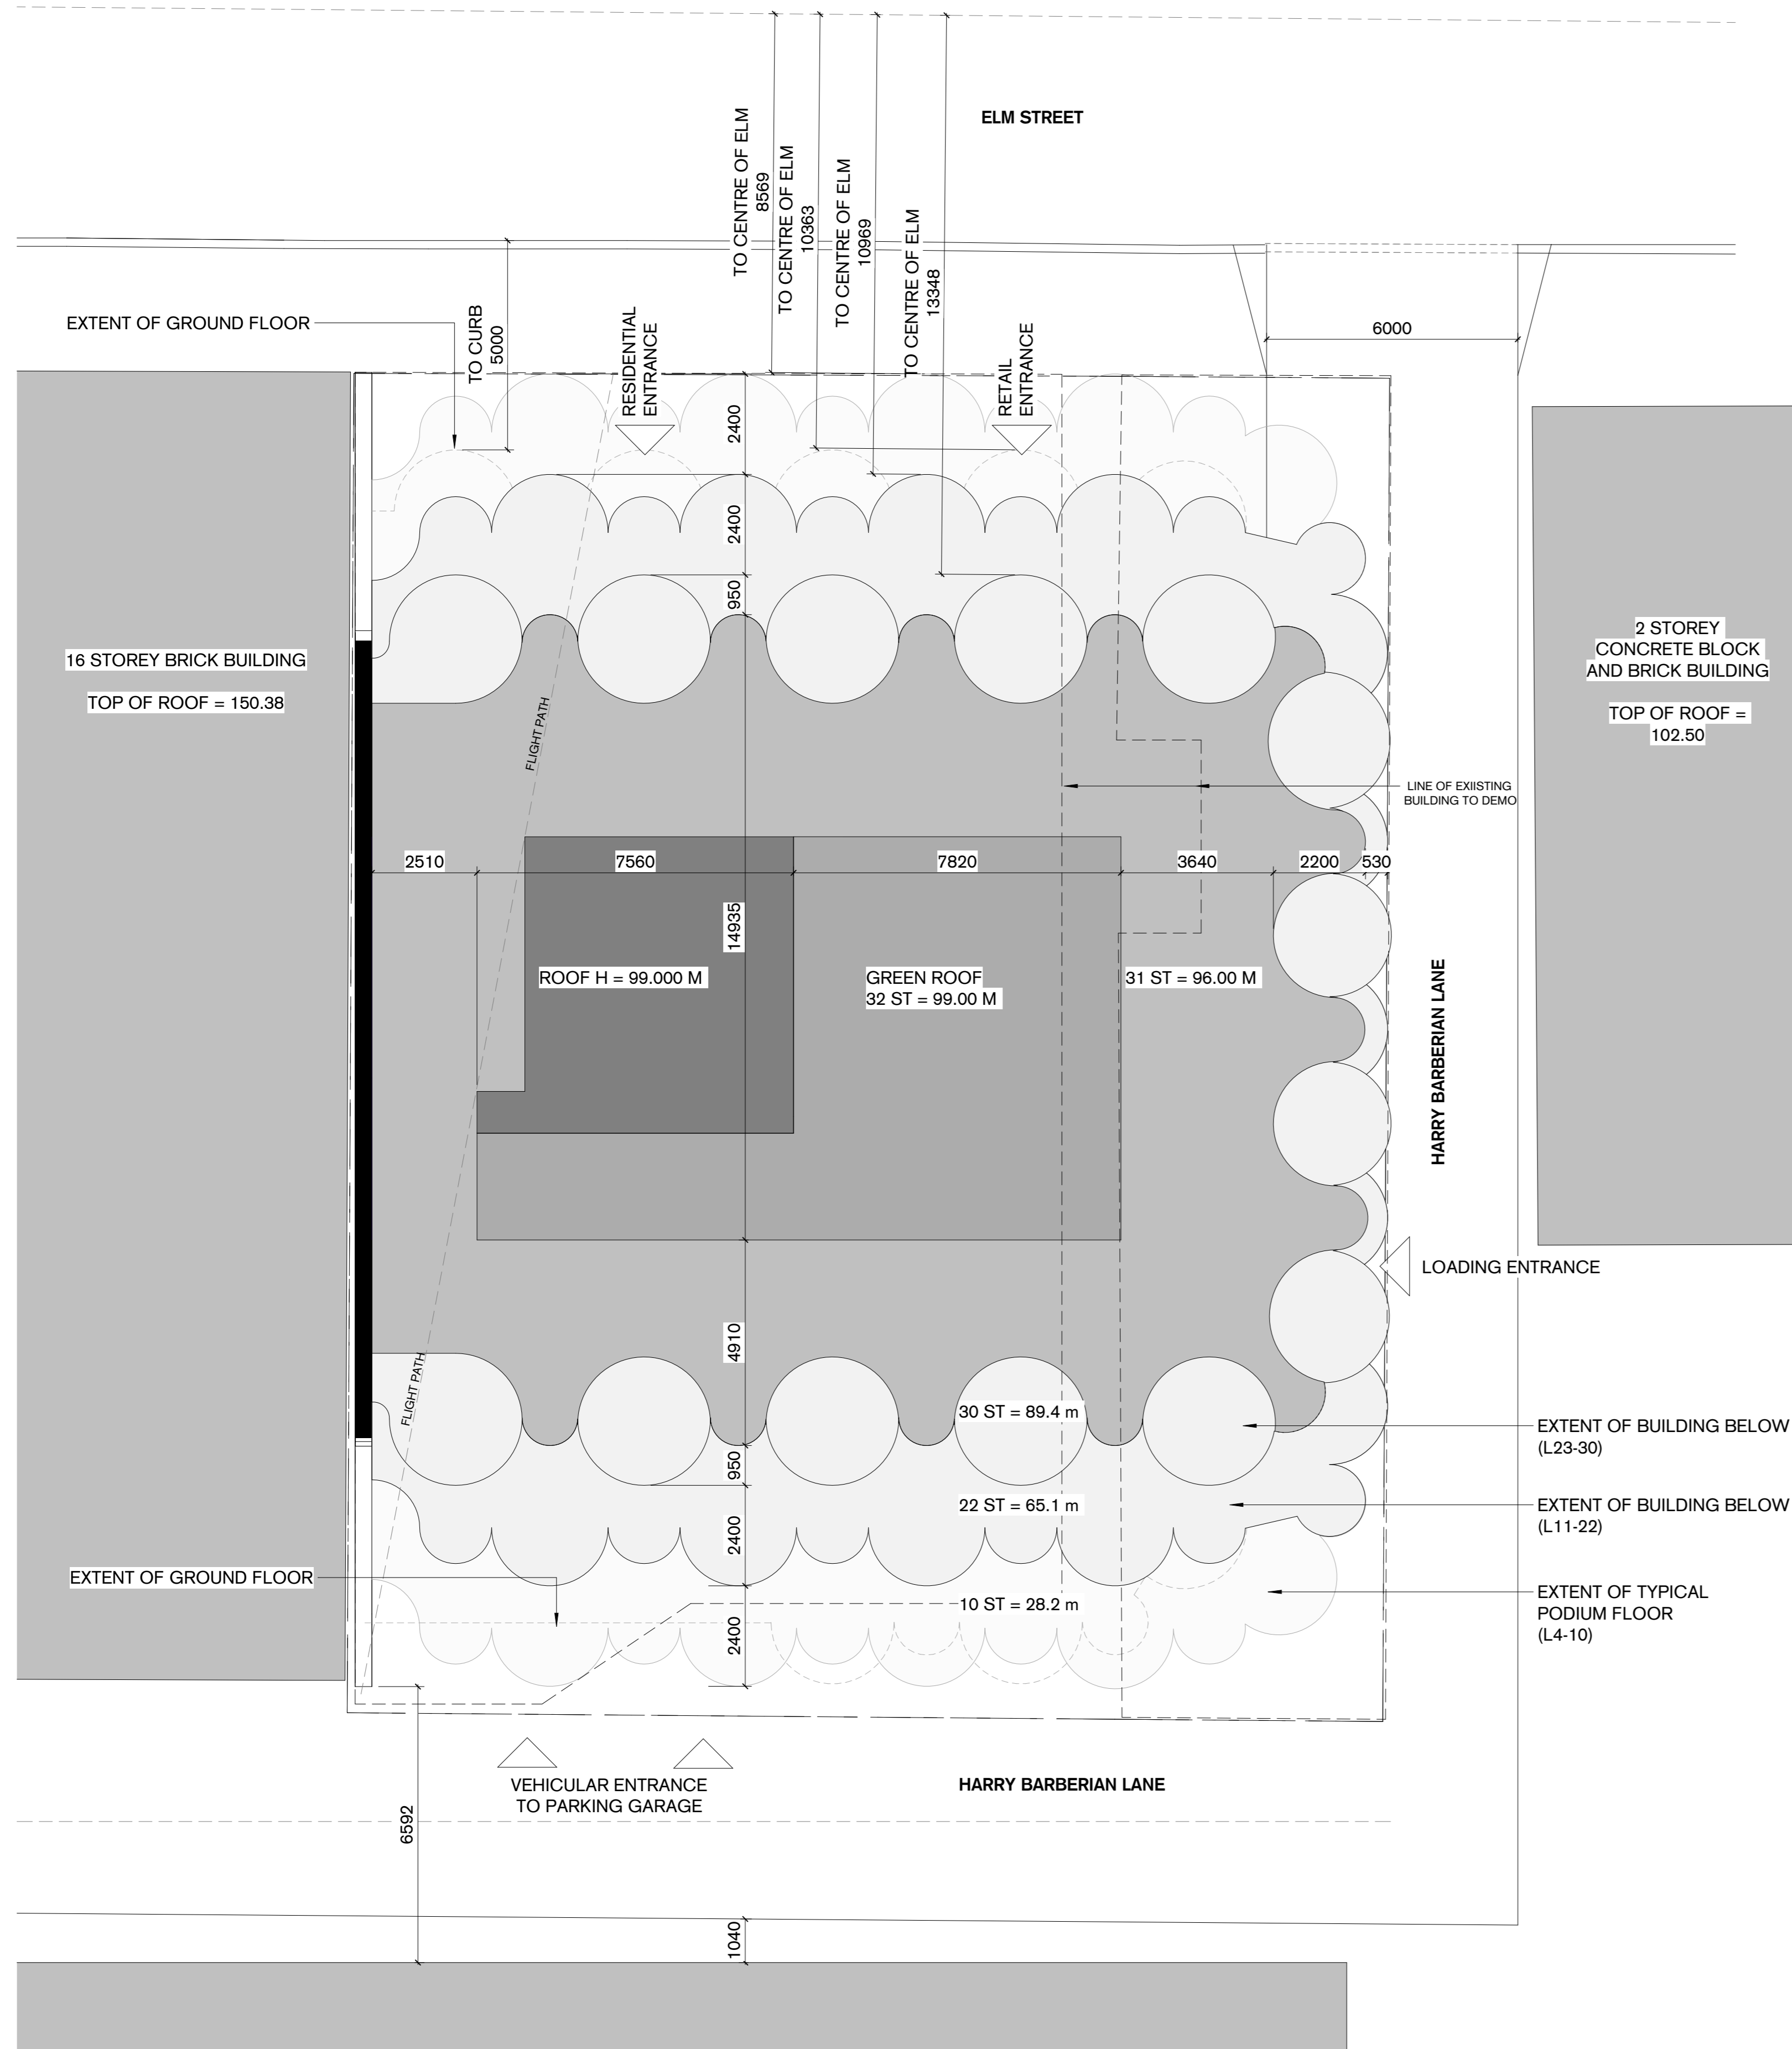 ELM STREET
TO CENTRE OF ELM
8569
TO CENTRE OF ELM
10363
TO CENTRE OF ELM
10969
TO CENTRE OF ELM
13348
EXTENT OF GROUND FLOOR
TO CURB
5000
RESIDENTIAL
ENTRANCE
RETAIL
ENTRANCE
6000
2400
2400
950
16 STOREY BRICK BUILDING
TOP OF ROOF = 150.38
2 STOREY
CONCRETE BLOCK
AND BRICK BUILDING
TOP OF ROOF =
102.50
FLIGHT PATH
LINE OF EXIISTING
BUILDING TO DEMO
2510
7560
7820
3640
2200
530
14935
ROOF H = 99.000 M
GREEN ROOF
32 ST = 99.00 M
31 ST = 96.00 M
HARRY BARBERIAN LANE
LOADING ENTRANCE
4910
FLIGHT PATH
30 ST = 89.4 m
EXTENT OF BUILDING BELOW
(L23-30)
950
22 ST = 65.1 m
EXTENT OF BUILDING BELOW
(L11-22)
2400
EXTENT OF GROUND FLOOR
10 ST = 28.2 m
EXTENT OF TYPICAL
PODIUM FLOOR
(L4-10)
2400
VEHICULAR ENTRANCE
TO PARKING GARAGE
HARRY BARBERIAN LANE
6592
1040